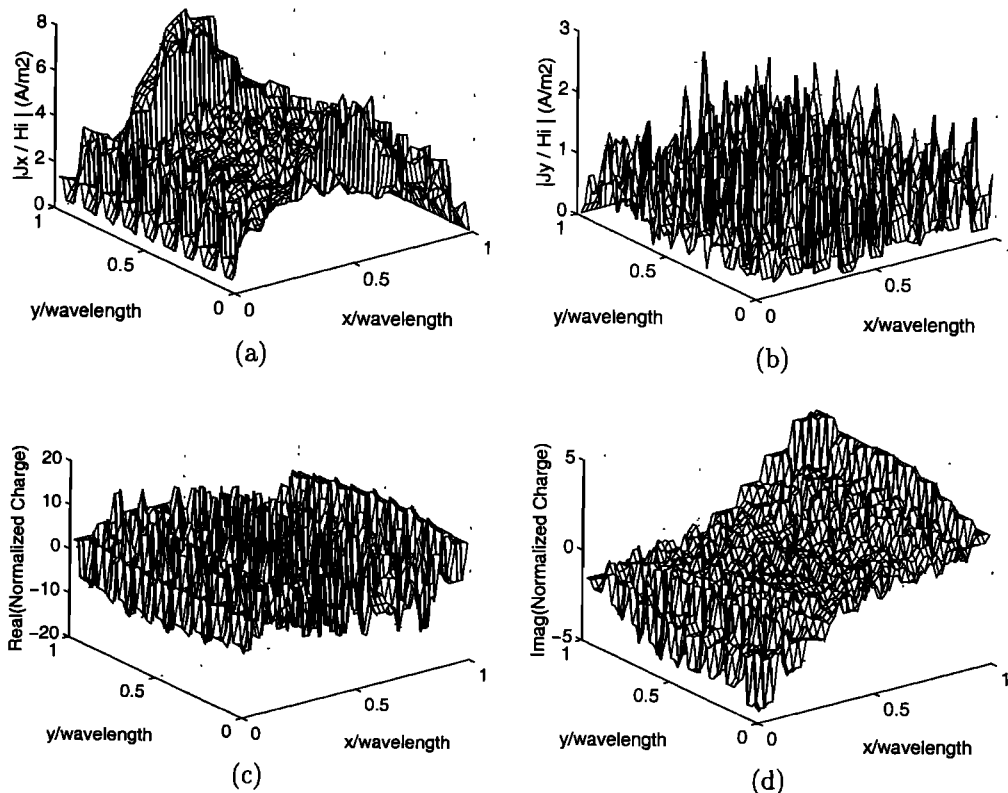 |Jx / Hi | (A/m2)
8
6
4
2
0
1
0.5
0
y/wavelength
0
0.5
1
x/wavelength
(a)
|Jy / Hi | (A/m2)
3
2
1
0
1
0.5
0
y/wavelength
0
0.5
1
x/wavelength
(b)
Real(Normalized Charge)
20
10
0
−10
−20
1
0.5
0
y/wavelength
0
0.5
1
x/wavelength
(c)
Imag(Normalized Charge)
5
0
−5
1
0.5
0
y/wavelength
0
0.5
1
x/wavelength
(d)